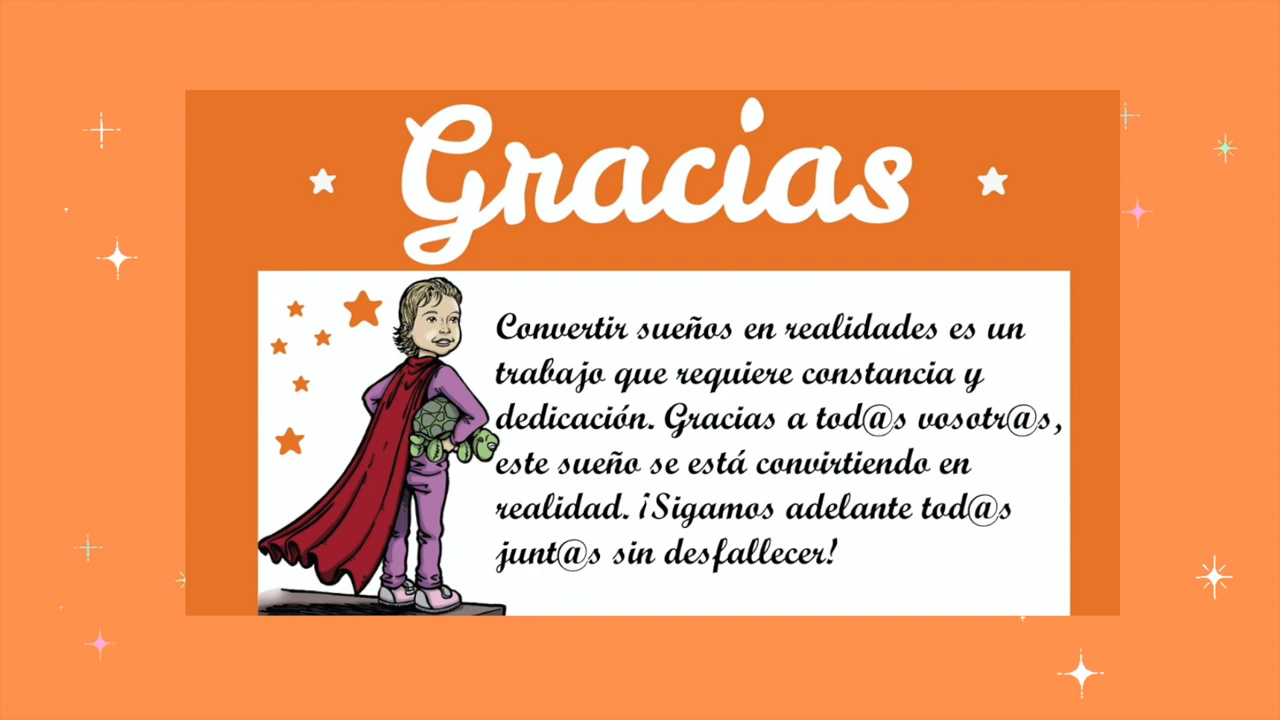 Gracias
Convertir sueños en realidades es un
trabajo que requiere constancia y
dedicación. Gracias a tod@s vosotr@s,
este sueño se está convirtiendo en
realidad. ¡Sigamos adelante tod@s
junt@s sin desfallecer!